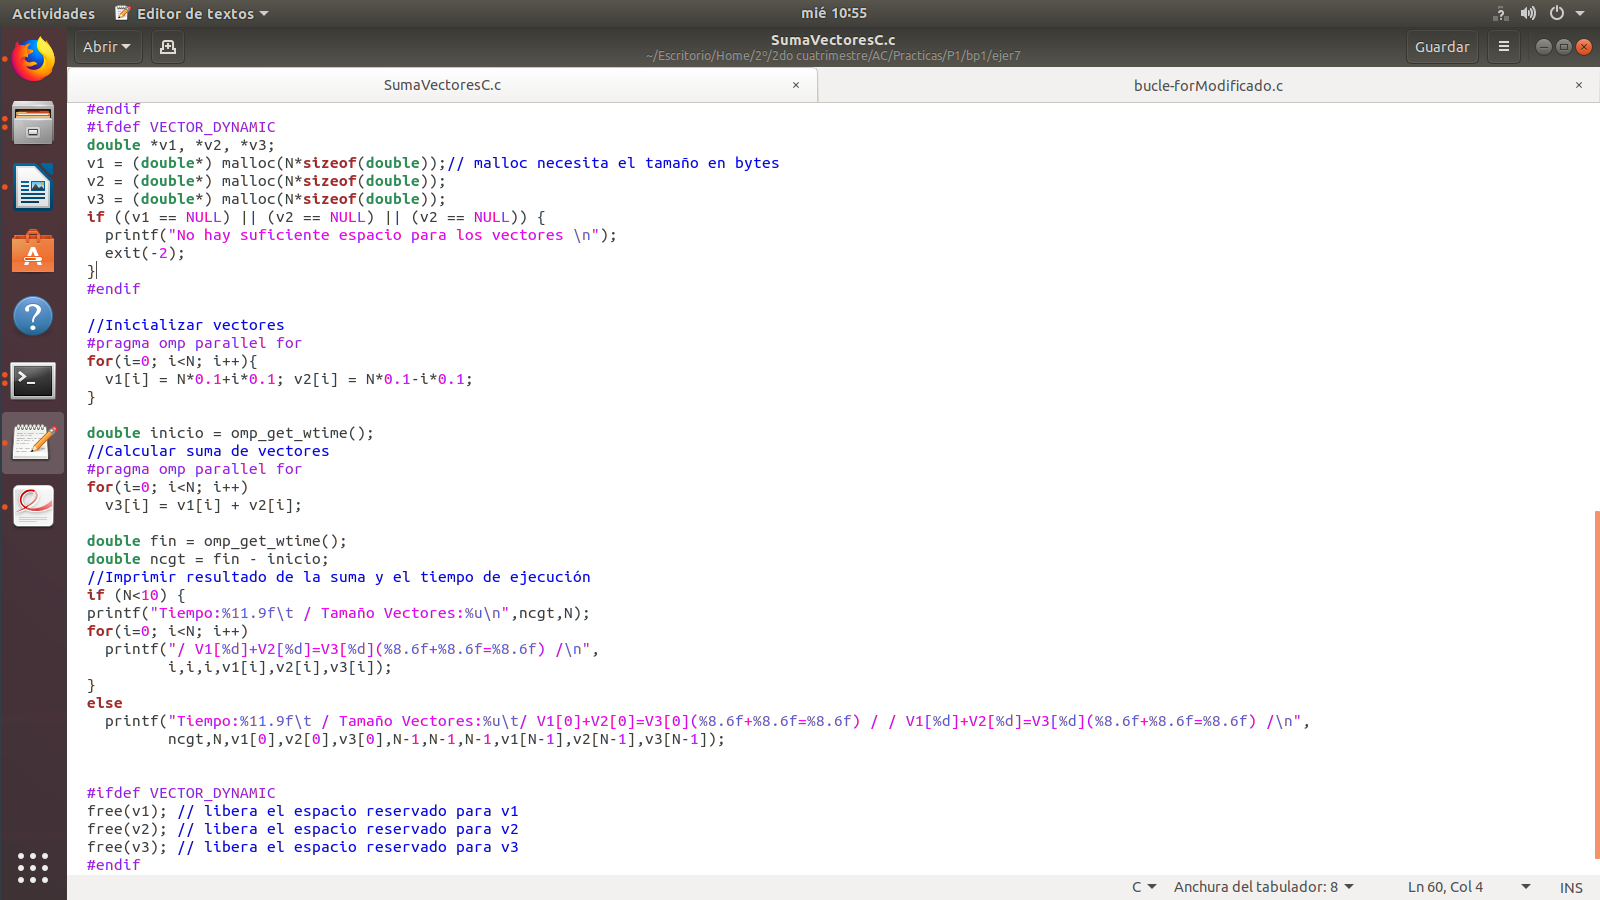 Actividades
Editor de textos
mié 10:55
Abrir
SumaVectoresC.c
~/Escritorio/Home/2º/2do cuatrimestre/AC/Practicas/P1/bp1/ejer7
Guardar
SumaVectoresC.c
bucle-forModificado.c
#endif
#ifdef VECTOR_DYNAMIC
double *v1, *v2, *v3;
v1 = (double*) malloc(N*sizeof(double));// malloc necesita el tamaño en bytes
v2 = (double*) malloc(N*sizeof(double));
v3 = (double*) malloc(N*sizeof(double));
if ((v1 == NULL) || (v2 == NULL) || (v2 == NULL)) {
  printf("No hay suficiente espacio para los vectores \n");
  exit(-2);
}
#endif

//Inicializar vectores
#pragma omp parallel for
for(i=0; i<N; i++){
  v1[i] = N*0.1+i*0.1; v2[i] = N*0.1-i*0.1;
}

double inicio = omp_get_wtime();
//Calcular suma de vectores
#pragma omp parallel for
for(i=0; i<N; i++)
  v3[i] = v1[i] + v2[i];

double fin = omp_get_wtime();
double ncgt = fin - inicio;
//Imprimir resultado de la suma y el tiempo de ejecución
if (N<10) {
printf("Tiempo:%11.9f\t / Tamaño Vectores:%u\n",ncgt,N);
for(i=0; i<N; i++)
  printf("/ V1[%d]+V2[%d]=V3[%d](%8.6f+%8.6f=%8.6f) /\n",
         i,i,i,v1[i],v2[i],v3[i]);
}
else
  printf("Tiempo:%11.9f\t / Tamaño Vectores:%u\t/ V1[0]+V2[0]=V3[0](%8.6f+%8.6f=%8.6f) / / V1[%d]+V2[%d]=V3[%d](%8.6f+%8.6f=%8.6f) /\n",
         ncgt,N,v1[0],v2[0],v3[0],N-1,N-1,N-1,v1[N-1],v2[N-1],v3[N-1]);

#ifdef VECTOR_DYNAMIC
free(v1); // libera el espacio reservado para v1
free(v2); // libera el espacio reservado para v2
free(v3); // libera el espacio reservado para v3
#endif
C
Anchura del tabulador: 8
Ln 60, Col 4
INS